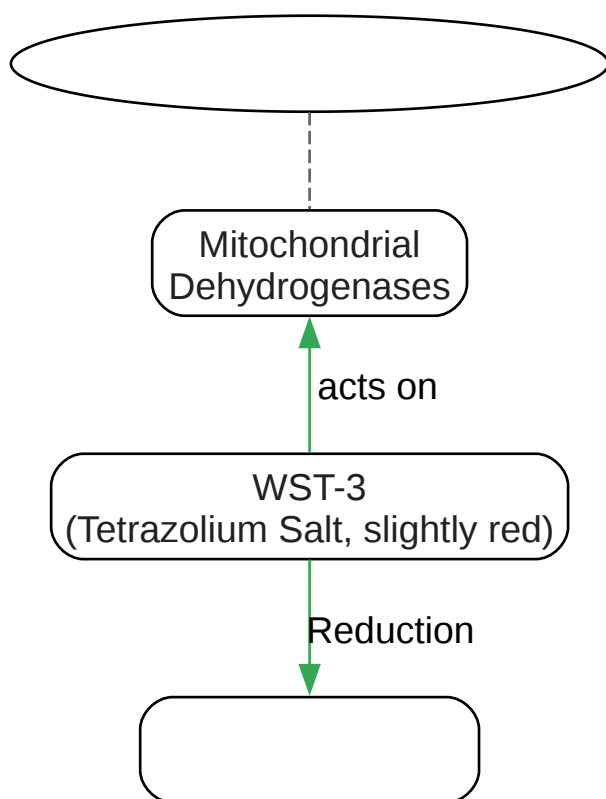 Mitochondrial
Dehydrogenases
acts on
WST-3
(Tetrazolium Salt, slightly red)
Reduction